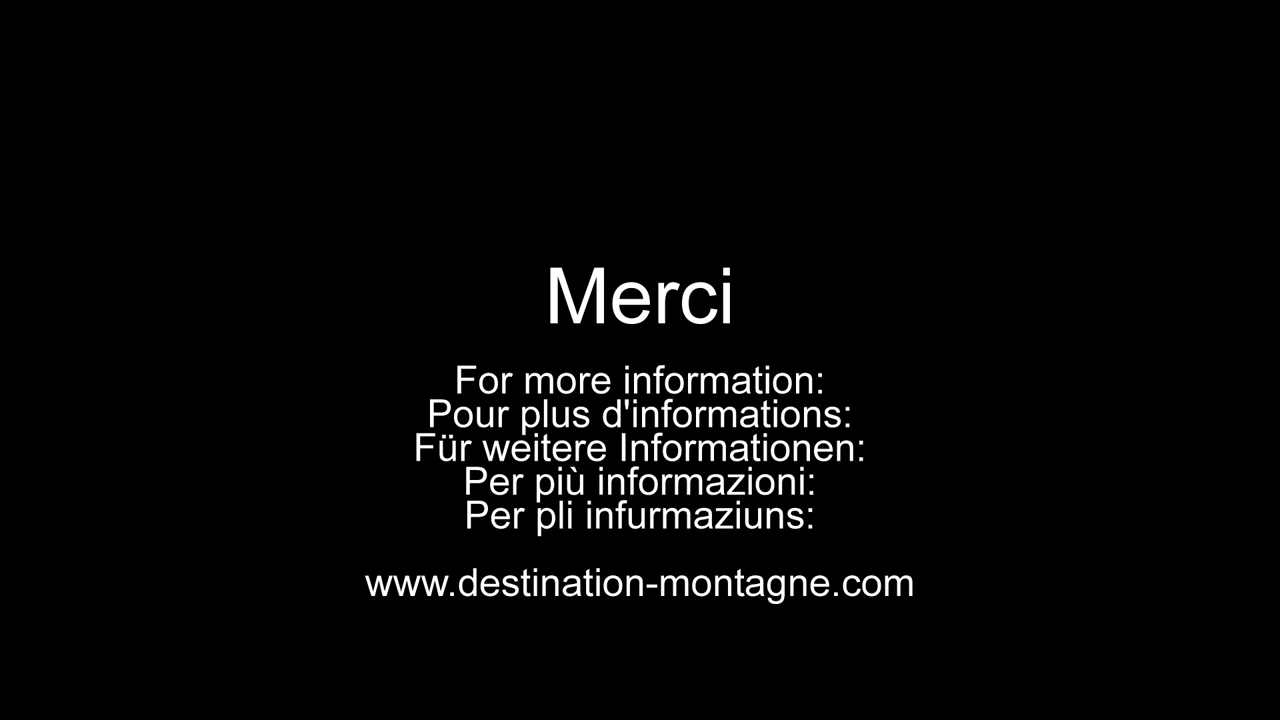 Merci
For more information:
Pour plus d'informations:
Für weitere Informationen:
Per più informazioni:
Per pli infurmaziuns:
www.destination-montagne.com